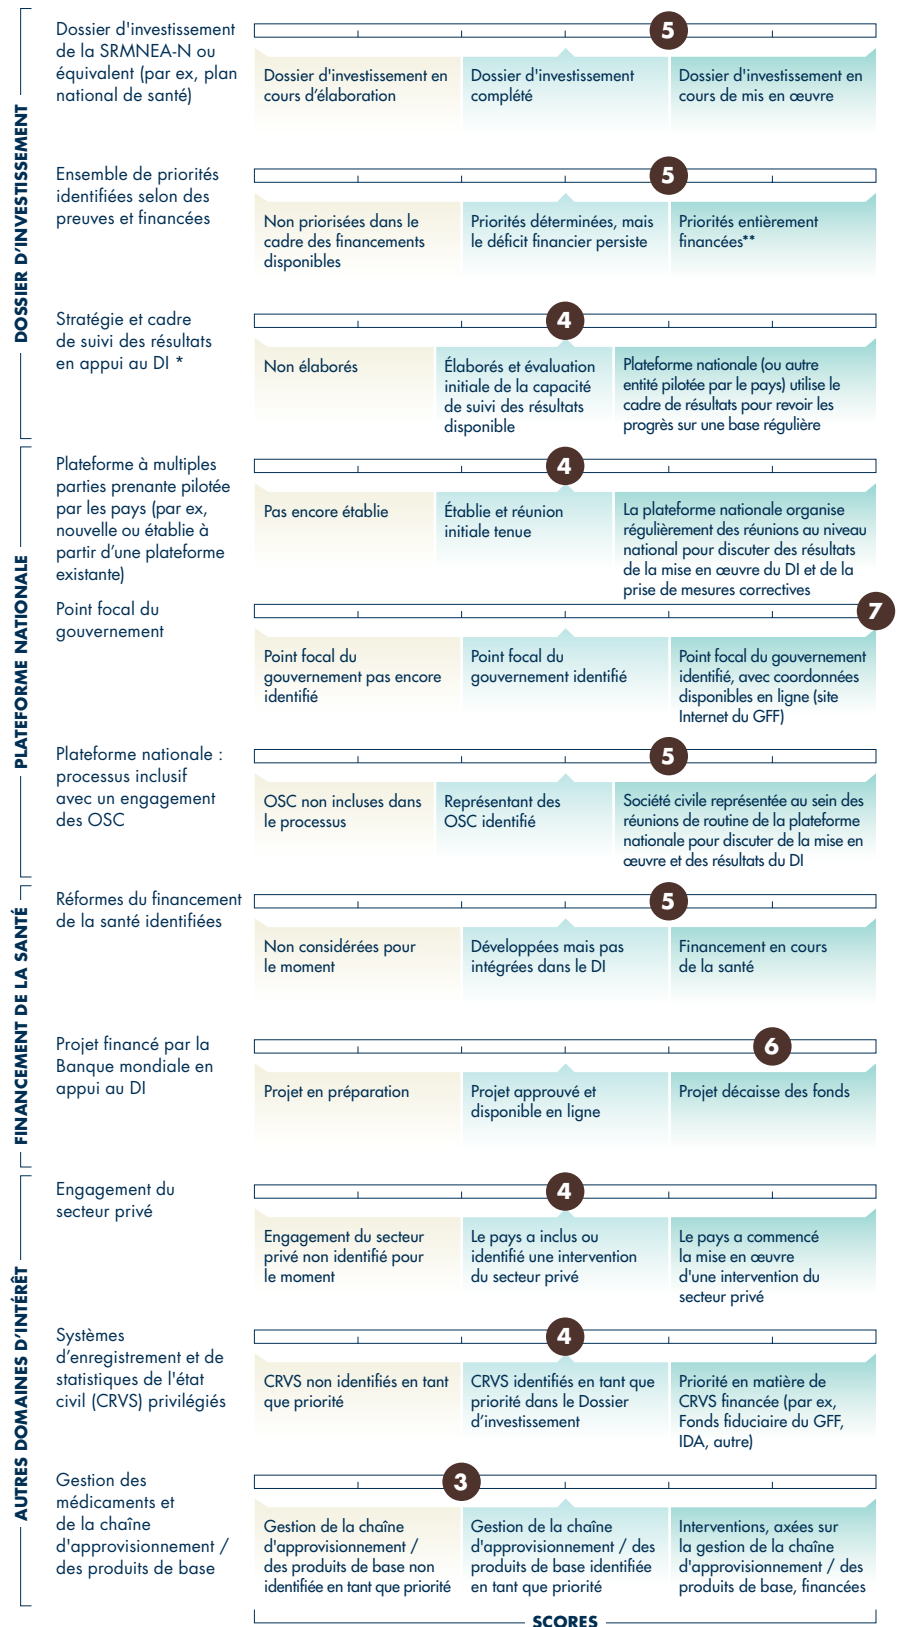 DOSSIER D'INVESTISSEMENT
Dossier d'investissement
de la SRMNEA-N ou
équivalent (par ex, plan
national de santé)
5
Dossier d'investissement en
cours d'élaboration
Dossier d'investissement
complété
Dossier d'investissement en
cours de mis en œuvre
Ensemble de priorités
identifiées selon des
preuves et financées
5
Non priorisées dans le
cadre des financements
disponibles
Priorités déterminées, mais
le déficit financier persiste
Priorités entièrement
financées**
Stratégie et cadre
de suivi des résultats
en appui au DI *
4
Non élaborés
Élaborés et évaluation
initiale de la capacité
de suivi des résultats
disponible
Plateforme nationale (ou autre
entité pilotée par le pays) utilise le
cadre de résultats pour revoir les
progrès sur une base régulière
PLATEFORME NATIONALE
Plateforme à multiples
parties prenante pilotée
par les pays (par ex,
nouvelle ou établie à
partir d'une plateforme
existante)
4
Pas encore établie
Établie et réunion
initiale tenue
La plateforme nationale organise
régulièrement des réunions au niveau
national pour discuter des résultats
de la mise en œuvre du DI et de la
prise de mesures correctives
Point focal du
gouvernement
7
Point focal du
gouvernement pas encore
identifié
Point focal du
gouvernement identifié
Point focal du gouvernement
identifié, avec coordonnées
disponibles en ligne (site
Internet du GFF)
Plateforme nationale :
processus inclusif
avec un engagement
des OSC
5
OSC non incluses dans
le processus
Représentant des
OSC identifié
Société civile représentée au sein des
réunions de routine de la plateforme
nationale pour discuter de la mise en
œuvre et des résultats du DI
FINANCEMENT DE LA SANTÉ
Réformes du financement
de la santé identifiées
5
Non considérées pour
le moment
Développées mais pas
intégrées dans le DI
Financement en cours
de la santé
Projet financé par la
Banque mondiale en
appui au DI
6
Projet en préparation
Projet approuvé et
disponible en ligne
Projet décaisse des fonds
AUTRES DOMAINES D'INTÉRÊT
Engagement du
secteur privé
4
Engagement du secteur
privé non identifié pour
le moment
Le pays a inclus ou
identifié une intervention
du secteur privé
Le pays a commencé
la mise en œuvre
d'une intervention du
secteur privé
Systèmes
d'enregistrement et de
statistiques de l'état
civil (CRVS) privilégiés
4
CRVS non identifiés en tant
que priorité
CRVS identifiés en tant que
priorité dans le Dossier
d'investissement
Priorité en matière de
CRVS financée (par ex,
Fonds fiduciaire du GFF,
IDA, autre)
Gestion des
médicaments et
de la chaîne
d'approvisionnement /
des produits de base
3
Gestion de la chaîne
d'approvisionnement /
des produits de base non
identifiée en tant que priorité
Gestion de la chaîne
d'approvisionnement / des
produits de base identifiée
en tant que priorité
Interventions, axées sur
la gestion de la chaîne
d'approvisionnement / des
produits de base, financées
SCORES